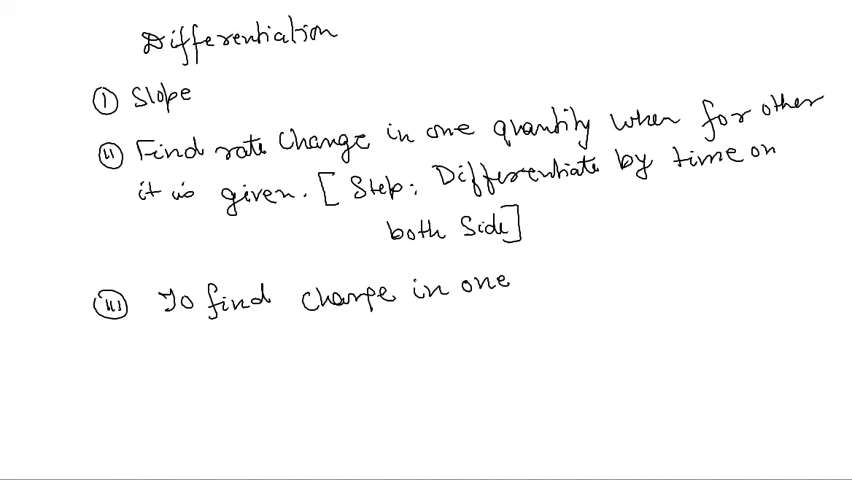 Differentiation
(i) Slope
(ii) Find rate change in one quantity when for other
it is given. [Step: Differentiate by time on
both Side]
(iii) To find change in one